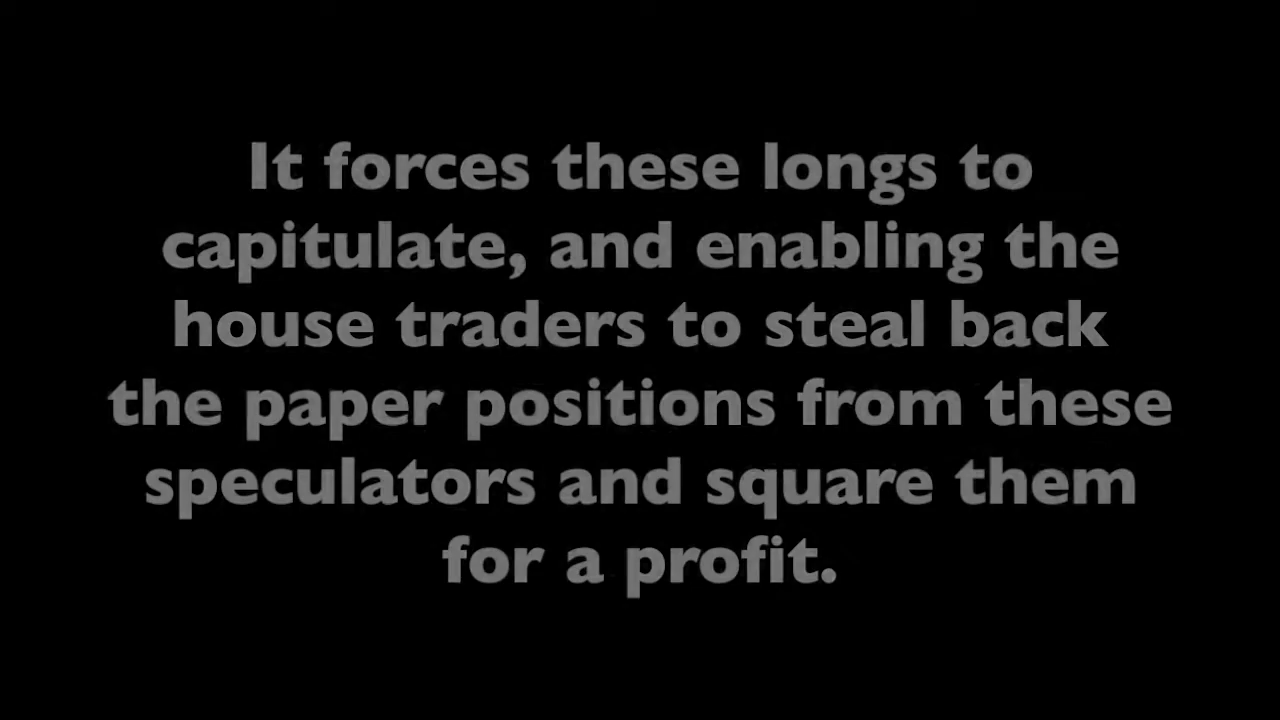 It forces these longs to
capitulate, and enabling the
house traders to steal back
the paper positions from these
speculators and square them
for a profit.